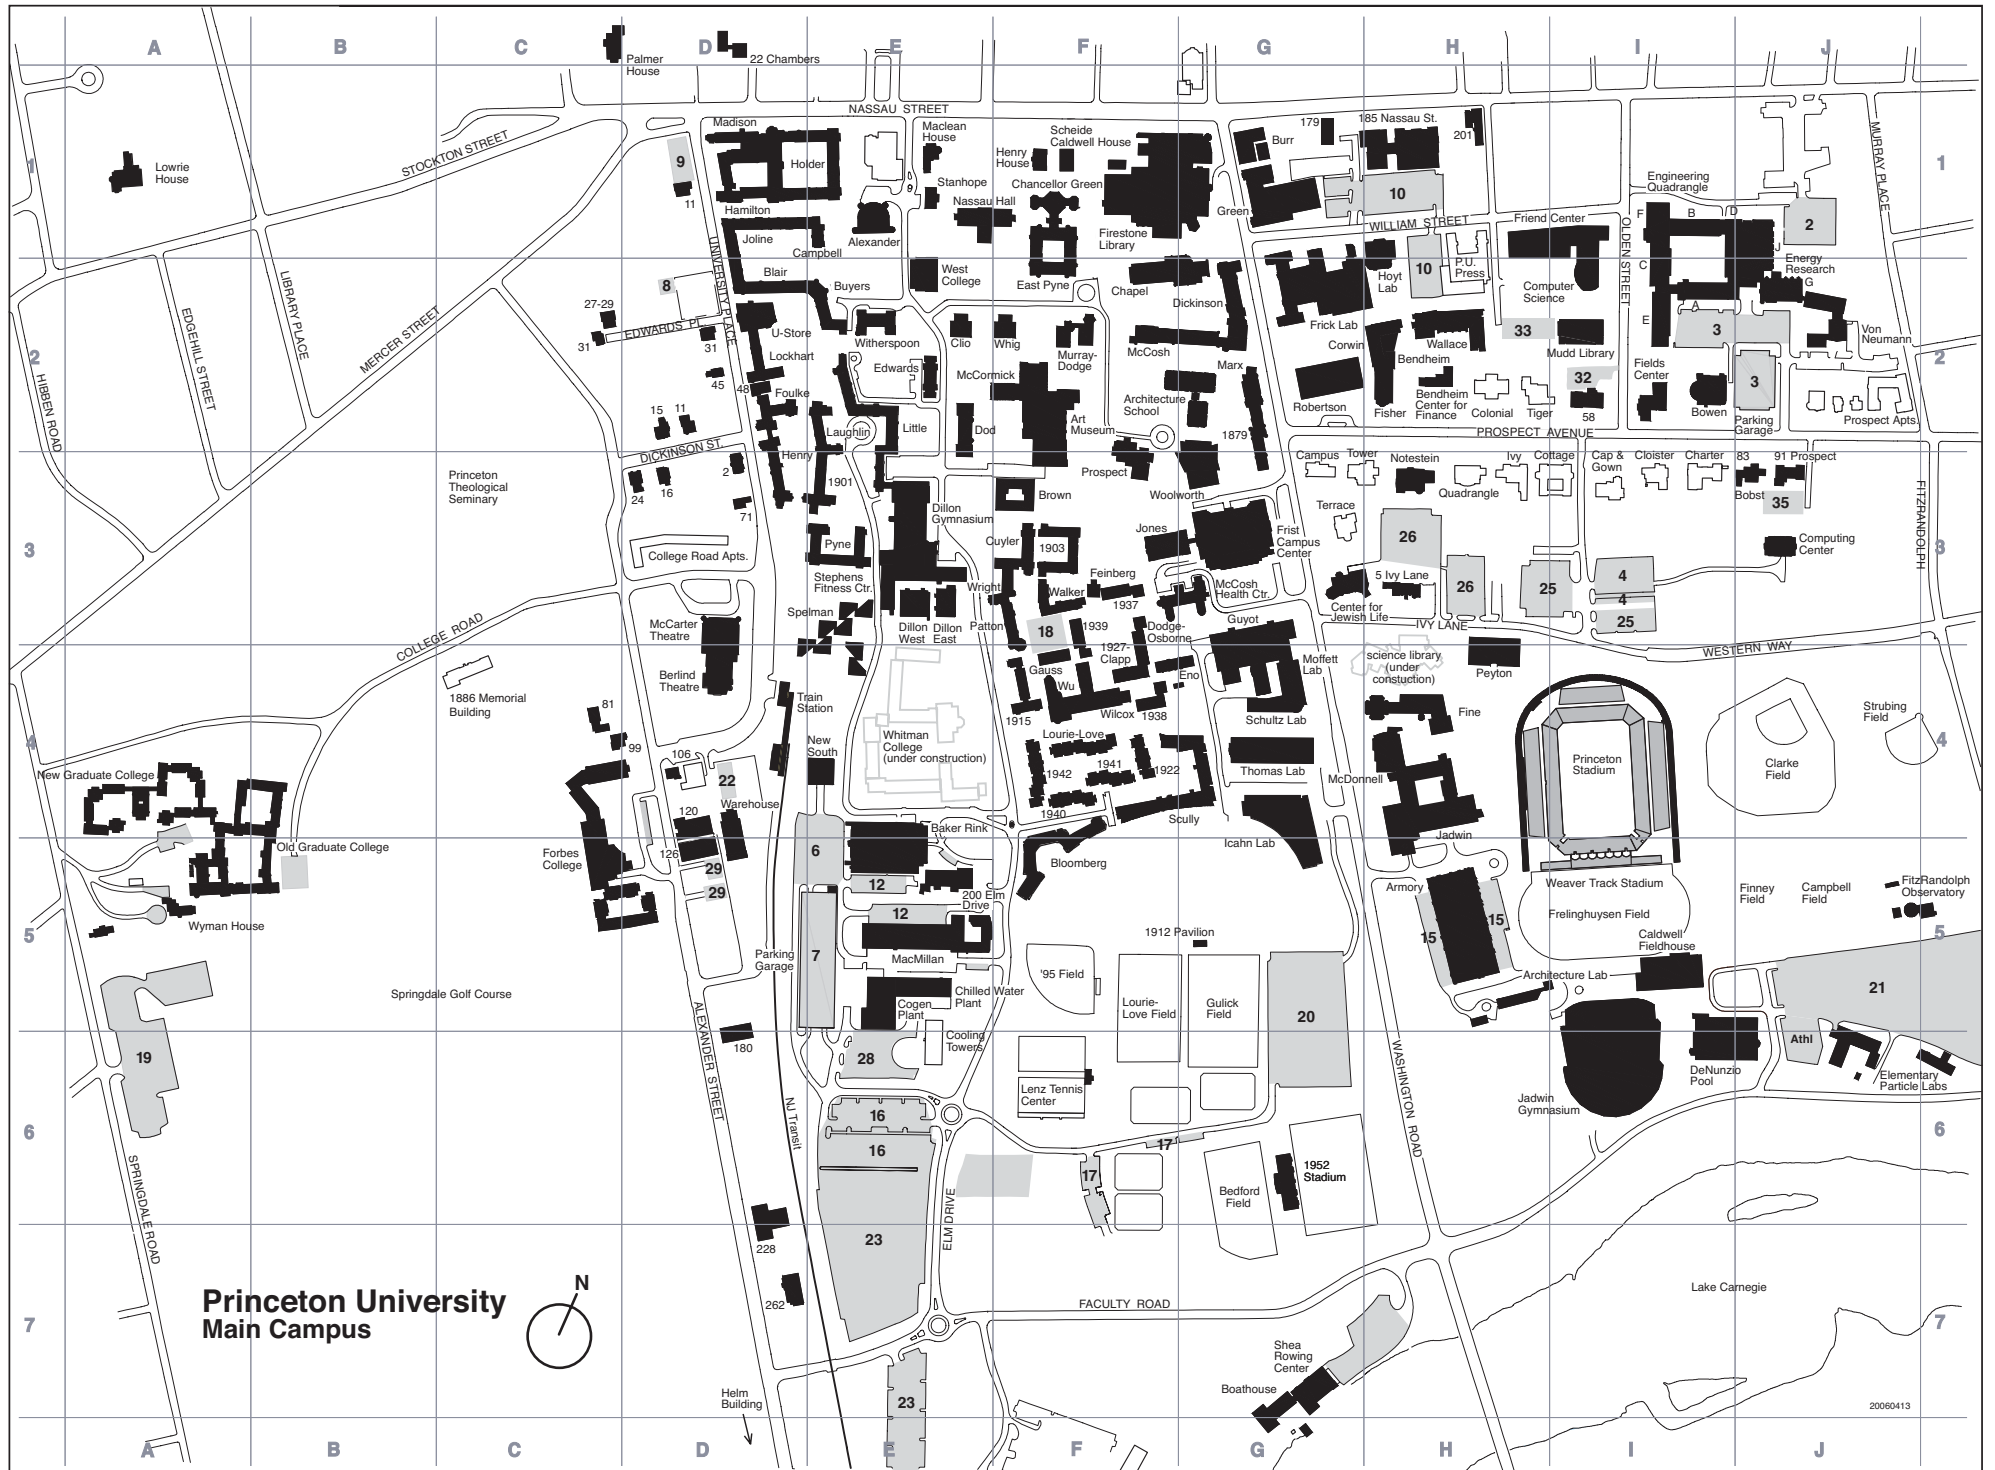 A
B
C
D
E
F
G
H
I
J
Palmer
House
22 Chambers
NASSAU STREET
STOCKTON STREET
Lowrie
House
1
9
11
Madison
Holder
Hamilton
Joline
Campbell
Alexander
Maclean
House
Stanhope
Nassau Hall
Henry
House
Scheide
Caldwell House
Chancellor Green
Firestone
Library
Burr
Green
179
185 Nassau St.
201
10
WILLIAM STREET
Friend Center
Engineering
Quadrangle
F
B
D
J
C
A
E
G
2
1
MURRAY PLACE
OLDEN STREET
UNIVERSITY PLACE
LIBRARY PLACE
EDGEHILL STREET
MERCER STREET
HIBBEN ROAD
2
8
27-29
31
EDWARDS PL.
31
45
48
15
11
DICKINSON ST.
Blair
Buyers
U-Store
Lockhart
Foulke
Laughlin
Henry
1901
Witherspoon
Edwards
Little
West
College
East Pyne
Clio
Whig
McCormick
Dod
Murray-
Dodge
Art
Museum
Prospect
Chapel
Dickinson
McCosh
Architecture
School
Marx
1879
Woolworth
Frick Lab
Hoyt
Lab
10
P.U.
Press
Computer
Science
Corwin
Wallace
Bendheim
Robertson
Fisher
Bendheim
Center for
Finance
Colonial
Tiger
33
Mudd Library
32
58
Fields
Center
Bowen
3
3
Parking
Garage
Energy
Research
Von
Neumann
Prospect Apts.
2
PROSPECT AVENUE
Princeton
Theological
Seminary
24
16
2
71
College Road Apts.
3
Pyne
Stephens
Fitness Ctr.
Spelman
Dillon
Gymnasium
Dillon
West
Dillon
East
Brown
Cuyler
1903
Wright
Patton
Walker
Feinberg
1937
18
1939
1927-
Clapp
Dodge-
Osborne
Jones
Frist
Campus
Center
McCosh
Health Ctr.
Guyot
Campus
Tower
Notestein
Quadrangle
Ivy
Cottage
Cap &
Gown
Cloister
Charter
83
91 Prospect
Bobst
35
Terrace
26
26
5 Ivy Lane
Center for
Jewish Life
IVY LANE
25
4
4
25
Computing
Center
FITZRANDOLPH
3
WESTERN WAY
COLLEGE ROAD
McCarter
Theatre
Berlind
Theatre
1886 Memorial
Building
81
99
106
22
Warehouse
120
126
29
29
Train
Station
New
South
Whitman
College
(under construction)
Gauss
Wu
1915
Wilcox
1938
Eno
Lourie-Love
1942
1941
1922
1940
Scully
Moffett
Lab
Schultz Lab
Thomas Lab
Icahn Lab
science library
(under
constuction)
Peyton
Fine
McDonnell
Jadwin
Princeton
Stadium
Clarke
Field
Strubing
Field
4
4
New Graduate College
Old Graduate College
Wyman House
Forbes
College
5
6
Baker Rink
12
200 Elm
Drive
12
7
Parking
Garage
MacMillan
Cogen
Plant
Chilled Water
Plant
Cooling
Towers
28
Bloomberg
1912 Pavilion
'95 Field
Lourie-
Love Field
Gulick
Field
20
Armory
15
15
Weaver Track Stadium
Frelinghuysen Field
Caldwell
Fieldhouse
Architecture Lab
Finney
Field
Campbell
Field
FitzRandolph
Observatory
5
21
Athl
Elementary
Particle Labs
DeNunzio
Pool
Jadwin
Gymnasium
Springdale Golf Course
19
ALEXANDER STREET
180
NJ Transit
WASHINGTON ROAD
Lenz Tennis
Center
6
16
16
17
17
Bedford
Field
1952
Stadium
6
SPRINGDALE ROAD
ELM DRIVE
23
228
262
Lake Carnegie
Princeton University
Main Campus
N
FACULTY ROAD
7
7
Shea
Rowing
Center
Boathouse
Helm
Building
23
20060413
A
B
C
D
E
F
G
H
I
J